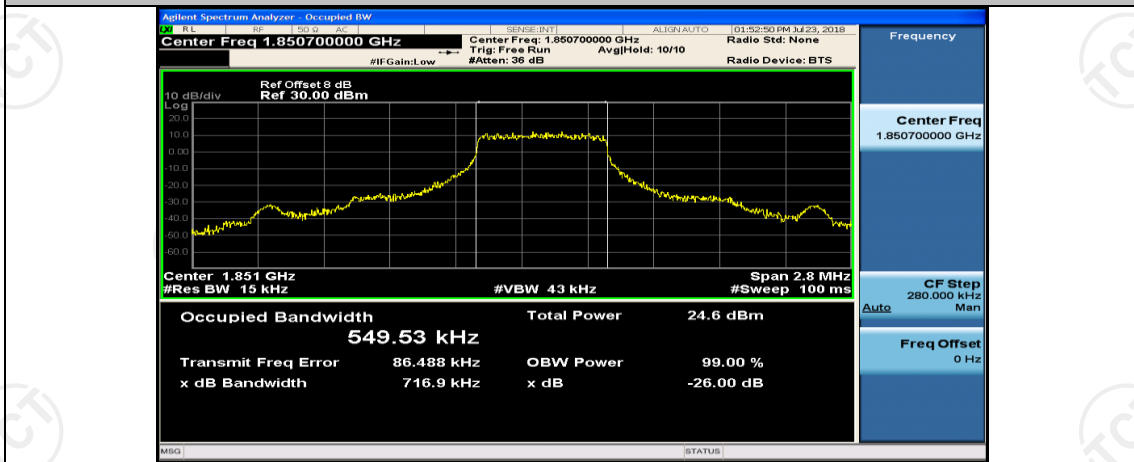 Agilent Spectrum Analyzer - Occupied BW
LXI RL RF 50 Ω AC SENSE:INT ALIGN AUTO 01:52:50 PM Jul 23, 2018
Center Freq 1.850700000 GHz
Center Freq: 1.850700000 GHz
Radio Std: None
Trig: Free Run Avg|Hold: 10/10
#IFGain:Low #Atten: 36 dB Radio Device: BTS
Ref Offset 8 dB
10 dB/div Ref 30.00 dBm
Log
20.0
10.0
0.00
-10.0
-20.0
-30.0
-40.0
-50.0
-60.0
Center 1.851 GHz Span 2.8 MHz
#Res BW 15 kHz #VBW 43 kHz #Sweep 100 ms
Occupied Bandwidth Total Power 24.6 dBm
549.53 kHz
Transmit Freq Error 86.488 kHz OBW Power 99.00 %
x dB Bandwidth 716.9 kHz x dB -26.00 dB
MSG STATUS
Frequency
Center Freq
1.850700000 GHz
CF Step
280.000 kHz
Auto Man
Freq Offset
0 Hz
TCT
TCT
TCT
TCT